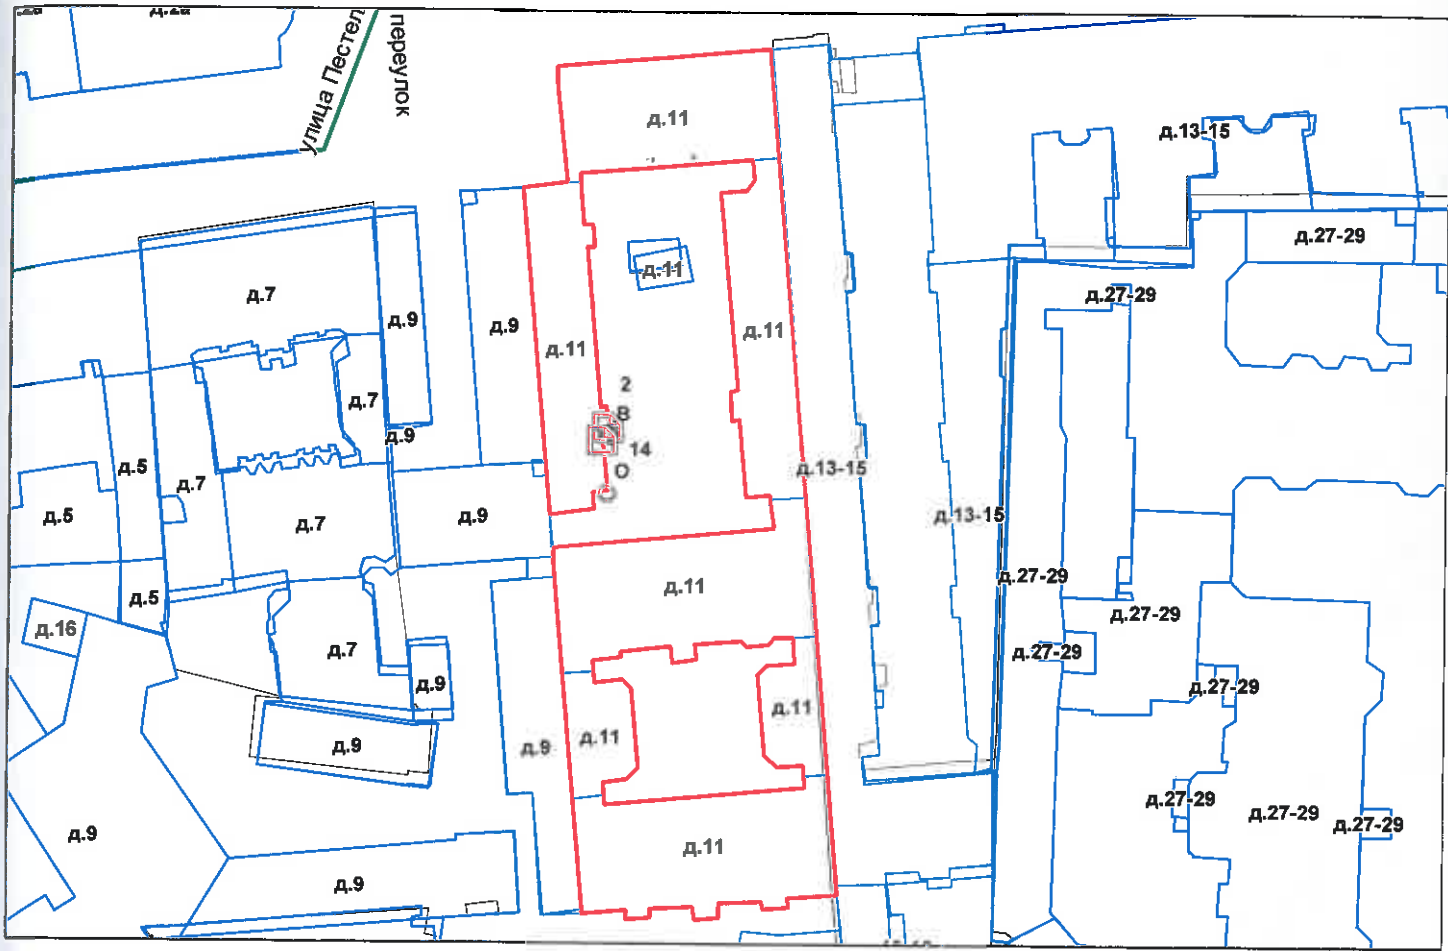 улица Пестел
переулок
д.11
д.13-15
д.27-29
д.27-29
д.7
д.9
д.9
д.11
д.11
д.11
2
В
14
О
д.7
д.9
д.5
д.7
д.5
д.7
д.9
д.13-15
д.13-15
д.27-29
д.27-29
д.5
д.11
д.16
д.7
д.9
д.27-29
д.27-29
д.9
д.9
д.11
д.11
д.27-29
д.27-29
д.27-29
д.9
д.9
д.11